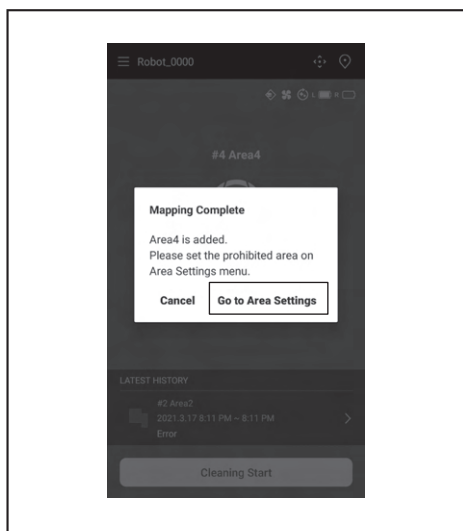 Robot_0000
L R
#4 Area4
Mapping Complete
Area4 is added.
Please set the prohibited area on
Area Settings menu.
Cancel Go to Area Settings
LATEST HISTORY
#2 Area2
2021.3.17 8:11 PM ~ 8:11 PM
Error
Cleaning Start